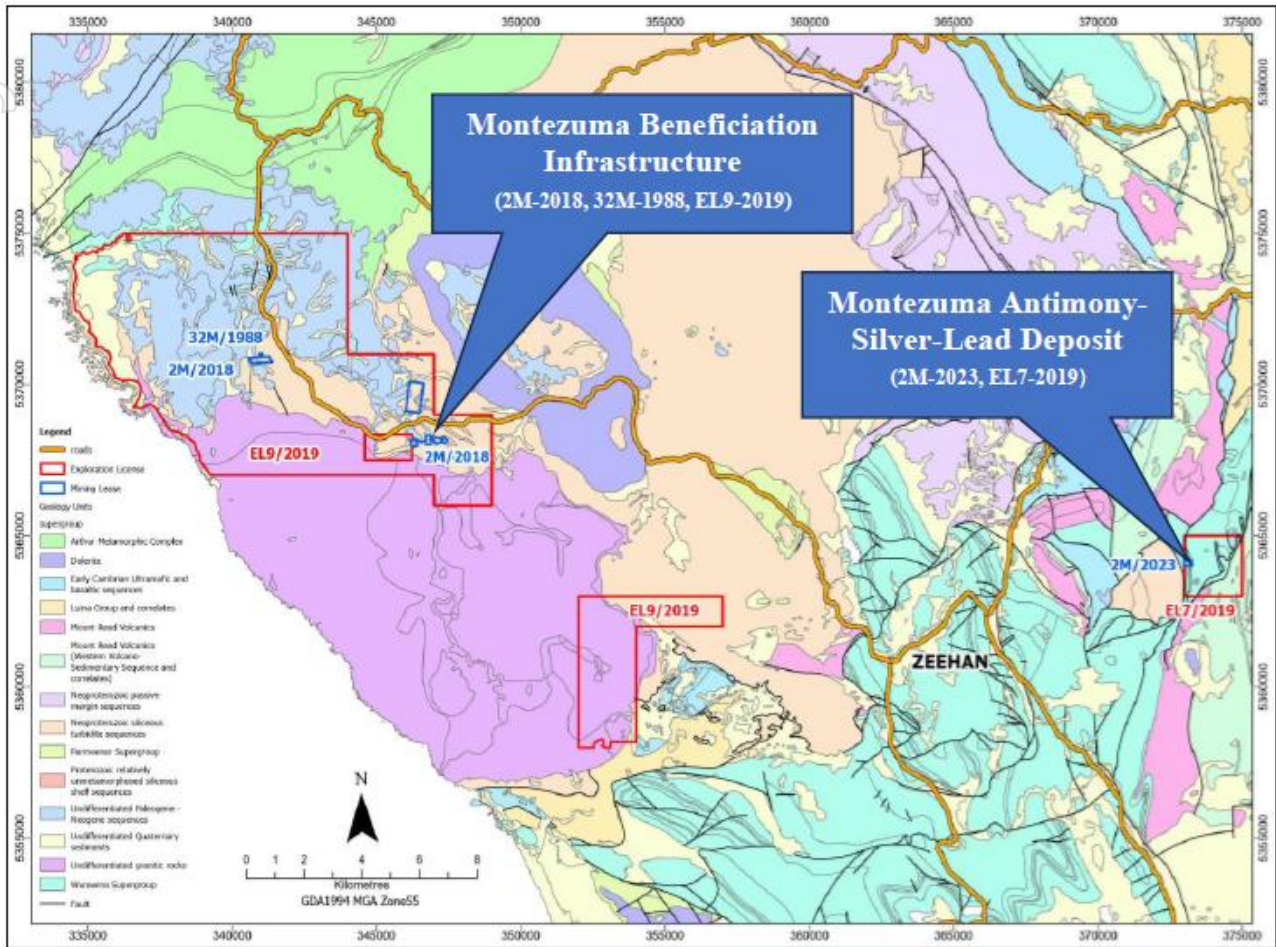 335000 340000 345000 350000 355000 360000 365000 370000 375000
5380000 5380000
Montezuma Beneficiation
Infrastructure
(2M-2018, 32M-1988, EL9-2019)
5375000 5375000
Montezuma Antimony-
Silver-Lead Deposit
(2M-2023, EL7-2019)
32M/1988
2M/2018
5370000 5370000
EL9/2019
2M/2018
5365000 5365000
2M/2023
EL7/2019
EL9/2019
ZEEHAN
5360000 5360000
5355000 5355000
Legend
roads
Exploration License
Mining Lease
Geology Units
supergroup
Metamorphic Complex
Dolerite
Early Cambrian Ultramafic and
basaltic sequences
Luina Group and correlates
Mount Read Volcanics
Mount Read Volcanics
(Western Volcano-
Sedimentary Sequence and
correlates)
Neoproterozoic passive
margin sequences
Neoproterozoic siliceous
turbidite sequences
Parmeener Supergroup
Proterozoic relatively
unmetamorphosed siliceous
shelf sequences
Undifferentiated Paleogene -
Neogene sequences
Undifferentiated Quaternary
sediments
Undifferentiated granitic rocks
Supergroup
Fault
N
0 1 2 4 6 8
Kilometres
GDA1994 MGA Zone55
335000 340000 345000 350000 355000 360000 365000 370000 375000